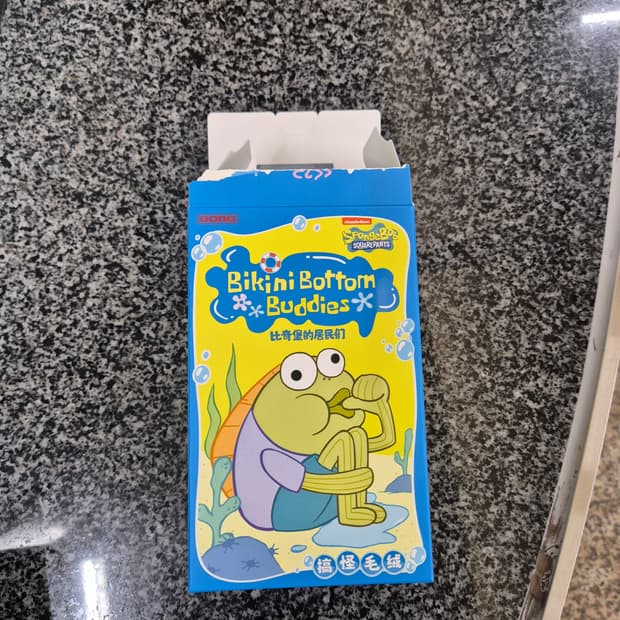 nickelodeon
SpongeBob
SQUAREPANTS
Bikini Bottom
Buddies
比奇堡的居民们
搞怪毛绒